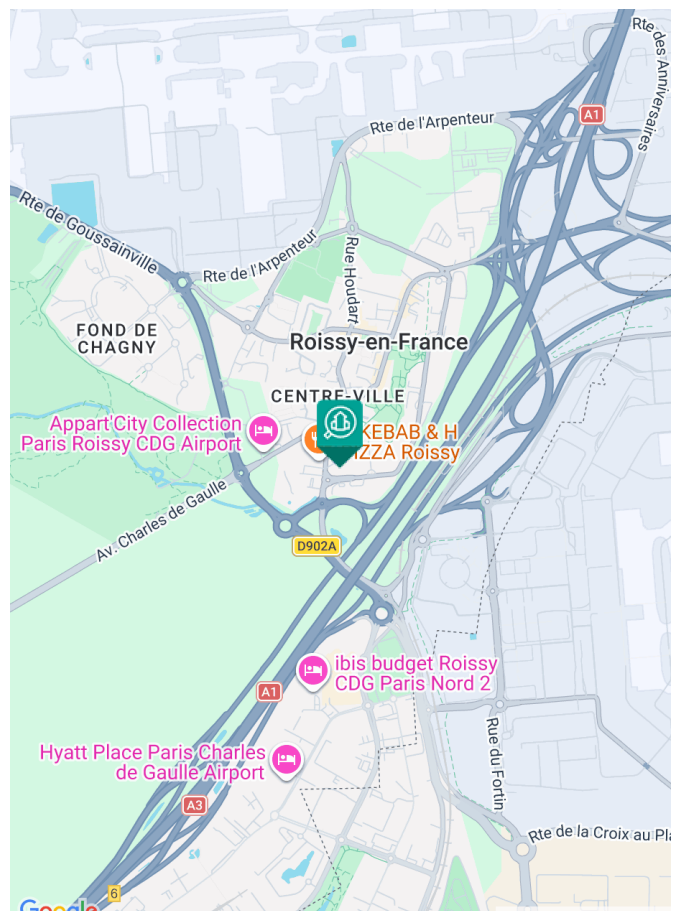 Rte des Anniversaires
A1
Rte de l'Arpenteur
Rte de Goussainville
Rte de l'Arpenteur
Rue Houdart
FOND DE
CHAGNY
Roissy-en-France
CENTRE-VILLE
Appart'City Collection
Paris Roissy CDG Airport
KEBAB & H
IZZA Roissy
Av. Charles de Gaulle
D902A
ibis budget Roissy
CDG Paris Nord 2
A1
Rue du Fortin
Hyatt Place Paris Charles
de Gaulle Airport
A3
Rte de la Croix au Pla
6
Google